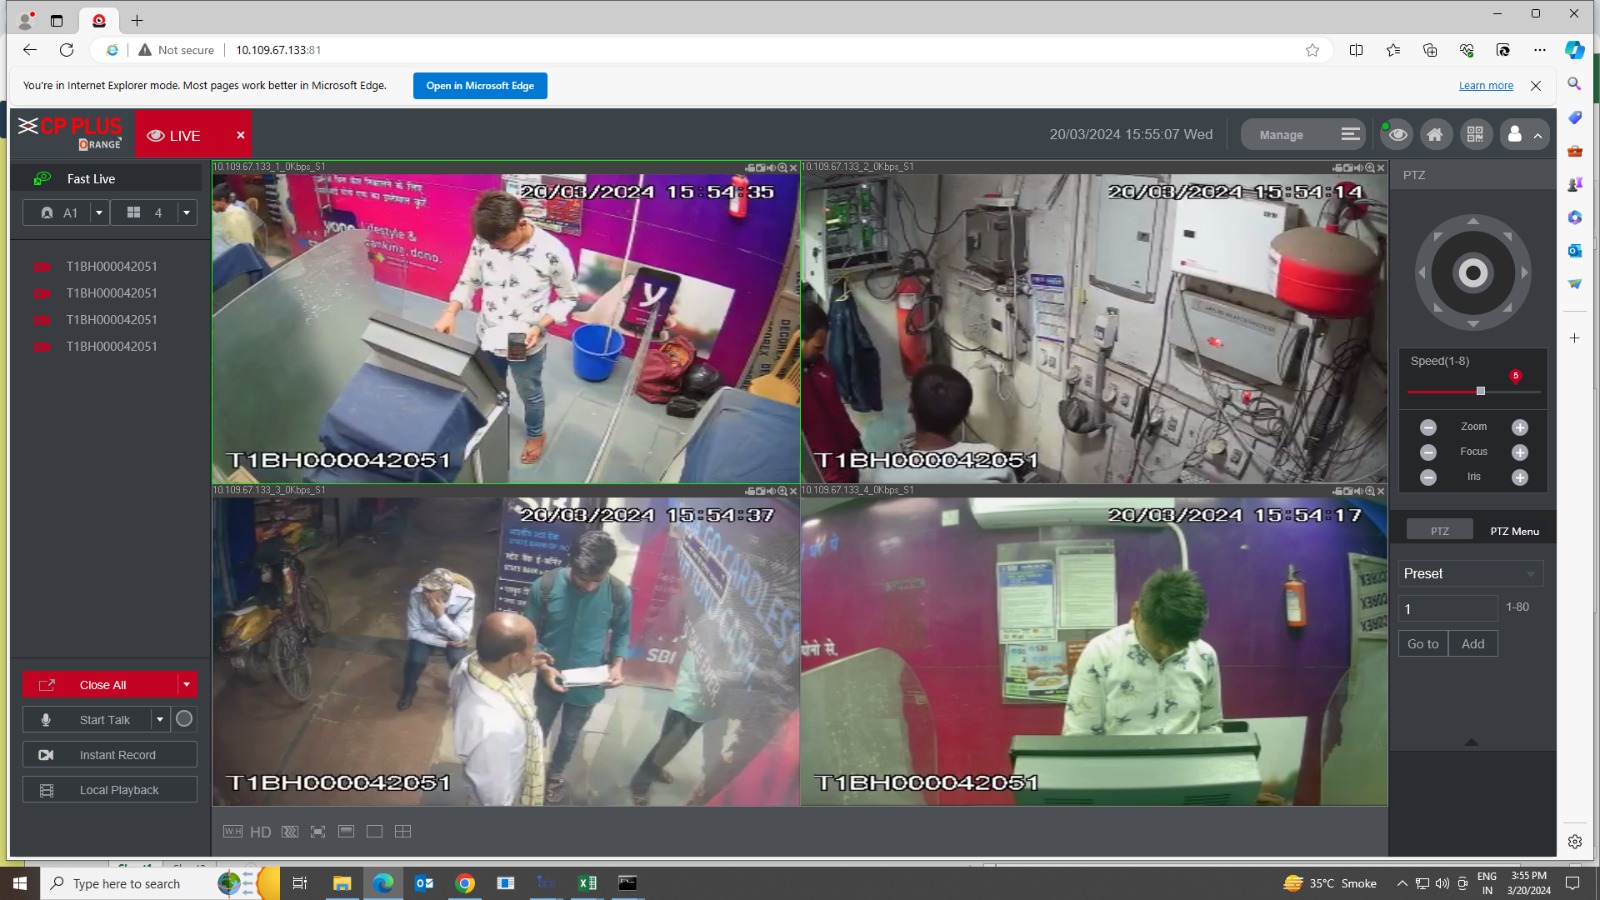 Not secure
10.109.67.133:81
You're in Internet Explorer mode. Most pages work better in Microsoft Edge.
Open in Microsoft Edge
Learn more
CP PLUS
ORANGE
LIVE
20/03/2024 15:55:07 Wed
Manage
Fast Live
A1
4
T1BH000042051
T1BH000042051
T1BH000042051
T1BH000042051
Close All
Start Talk
Instant Record
Local Playback
10.109.67.133_1_0Kbps_S1
20/03/2024 15:54:35
yono
T1BH000042051
10.109.67.133_2_0Kbps_S1
20/03/2024 15:54:14
T1BH000042051
10.109.67.133_3_0Kbps_S1
20/03/2024 15:54:37
SBI
T1BH000042051
10.109.67.133_4_0Kbps_S1
20/03/2024 15:54:17
T1BH000042051
W:H
HD
PTZ
Speed(1-8)
5
Zoom
Focus
Iris
PTZ
PTZ Menu
Preset
1
1-80
Go to
Add
Type here to search
35°C Smoke
ENG
IN
3:55 PM
3/20/2024